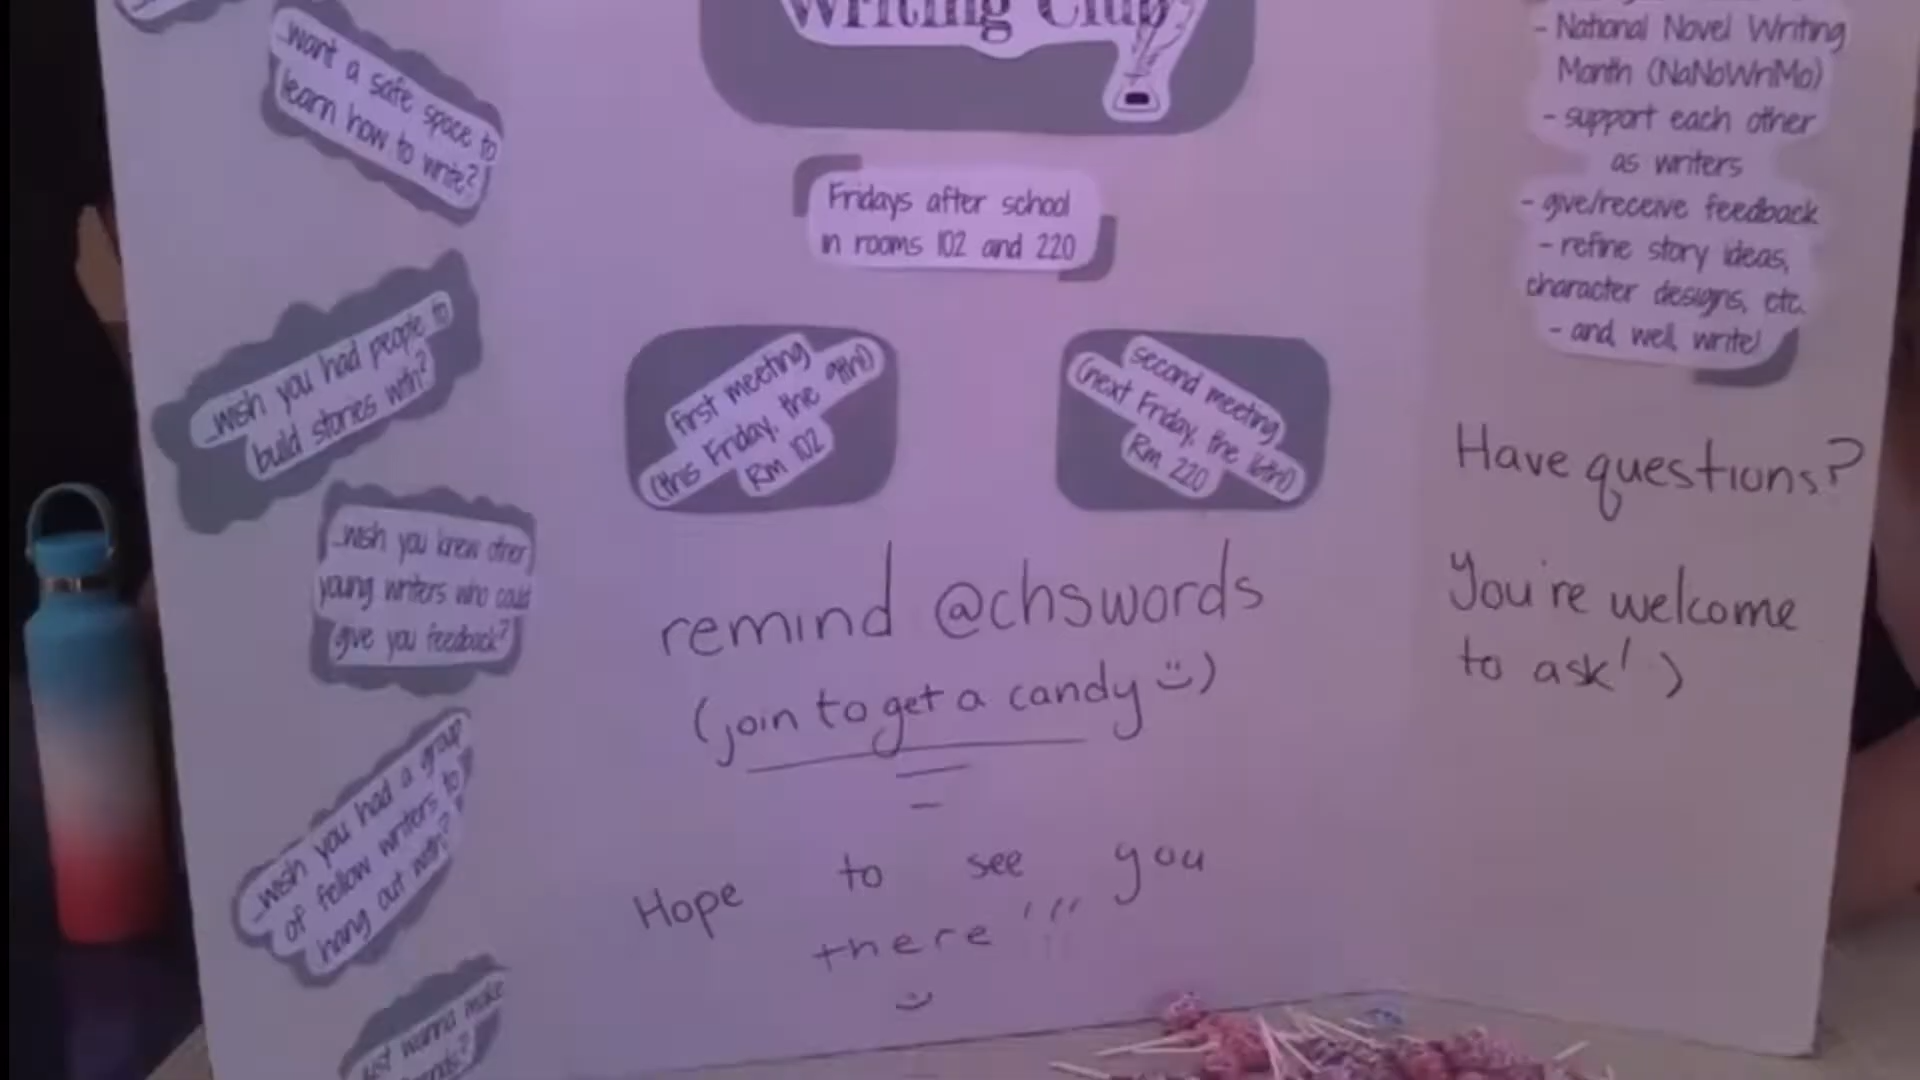 ...want a safe space to
learn how to write?
...wish you had people to
build stories with?
...wish you knew other
young writers who could
give you feedback?
...wish you had a group
of fellow writers to
hang out with?
just wanna make
Writing Club
Fridays after school
in rooms 102 and 220
first meeting
(this Friday, the 9th!)
Rm 102
second meeting
(next Friday, the 16th!)
Rm 220
remind @chswords
(join to get a candy :))
Hope to see you
there!!!
:)
- National Novel Writing
Month (NaNoWriMo)
- support each other
as writers
- give/receive feedback
- refine story ideas,
character designs, etc.
- and, well, write!
Have questions?
You're welcome
to ask! :)